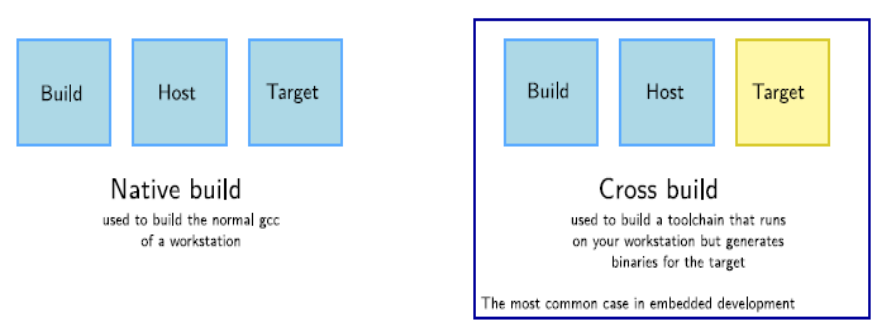 Build Host Target
Native build
used to build the normal gcc
of a workstation
Build Host Target
Cross build
used to build a toolchain that runs
on your workstation but generates
binaries for the target
The most common case in embedded development